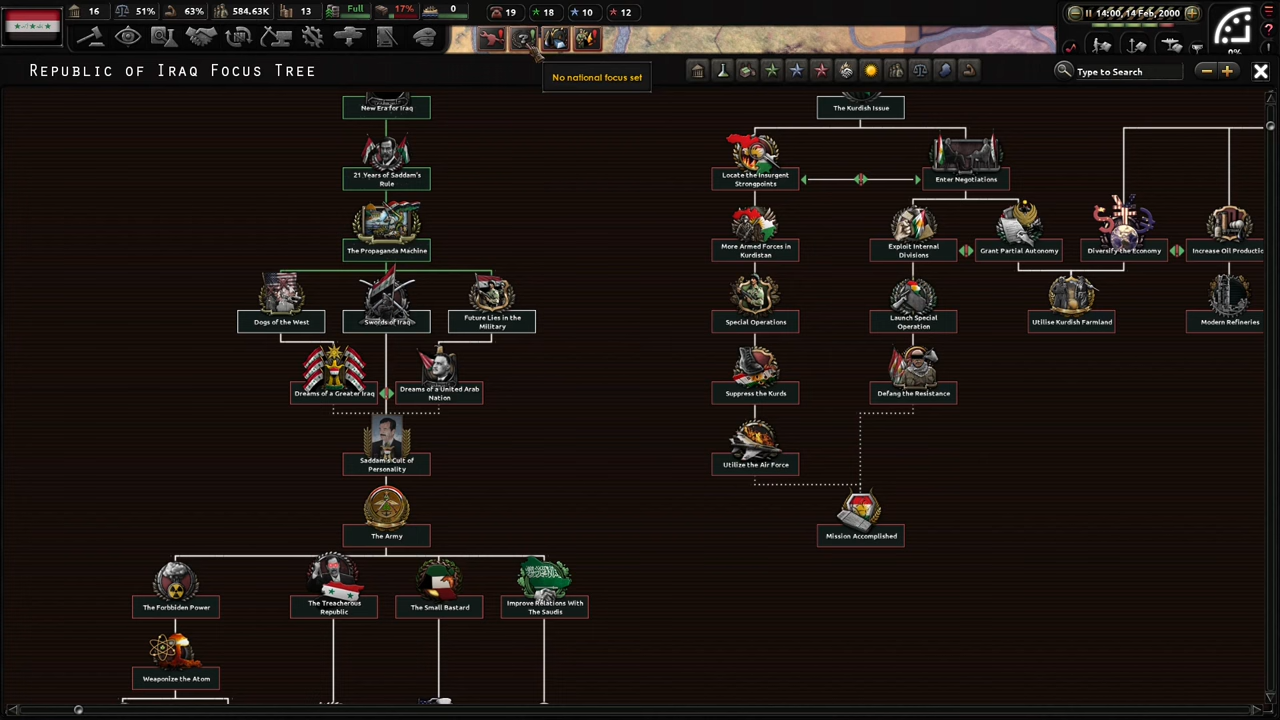 16
51%
63%
584.63K
13
Full
17%
0
19
18
10
12
14:00, 14 Feb, 2000
0%
Republic of Iraq Focus Tree
No national focus set
Type to Search
New Era for Iraq
The Kurdish Issue
21 Years of Saddam's
Rule
Locate the Insurgent
Strongpoints
Enter Negotiations
The Propaganda Machine
More Armed Forces in
Kurdistan
Exploit Internal
Divisions
Grant Partial Autonomy
Diversify the Economy
Increase Oil Productio
Dogs of the West
Swords of Iraq
Future Lies in the
Military
Special Operations
Launch Special
Operation
Utilise Kurdish Farmland
Modern Refineries
Dreams of a Greater Iraq
Dreams of a United Arab
Nation
Suppress the Kurds
Defang the Resistance
Saddam's Cult of
Personality
Utilize the Air Force
The Army
Mission Accomplished
The Forbbiden Power
The Treacherous
Republic
The Small Bastard
Improve Relations With
The Saudis
Weaponize the Atom